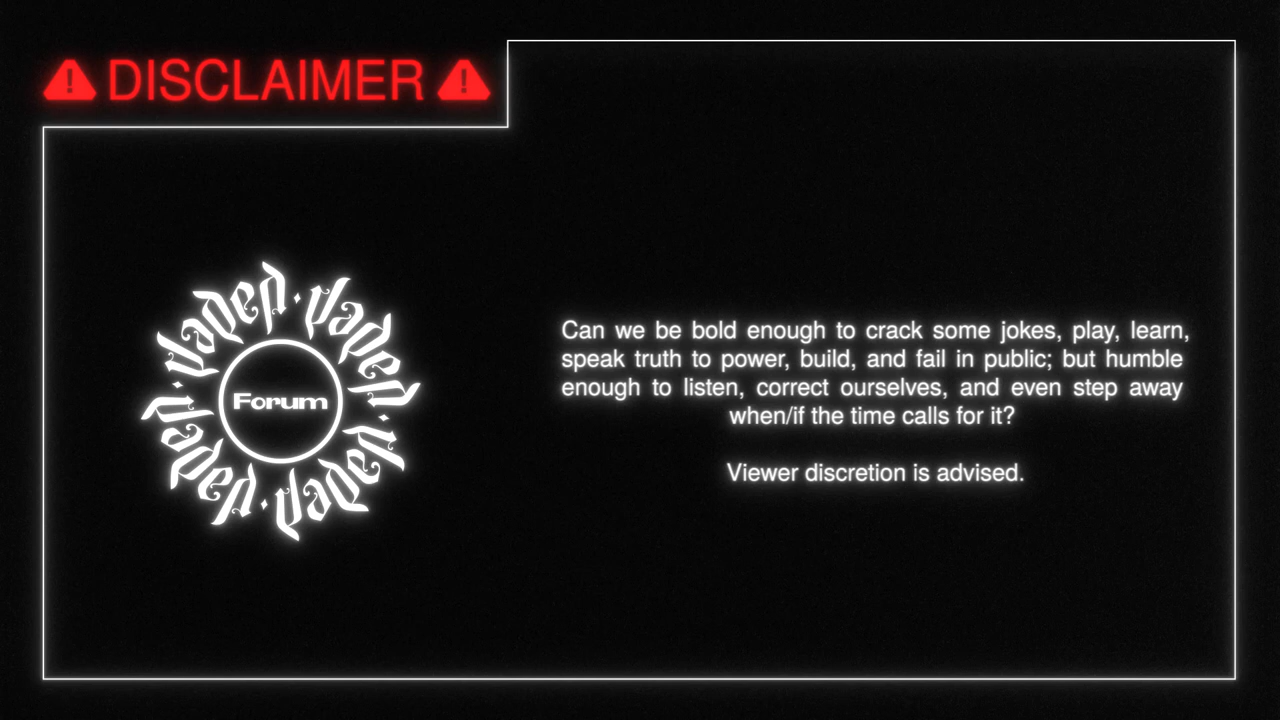 DISCLAIMER
Forum
Can we be bold enough to crack some jokes, play, learn,
speak truth to power, build, and fail in public; but humble
enough to listen, correct ourselves, and even step away
when/if the time calls for it?
Viewer discretion is advised.